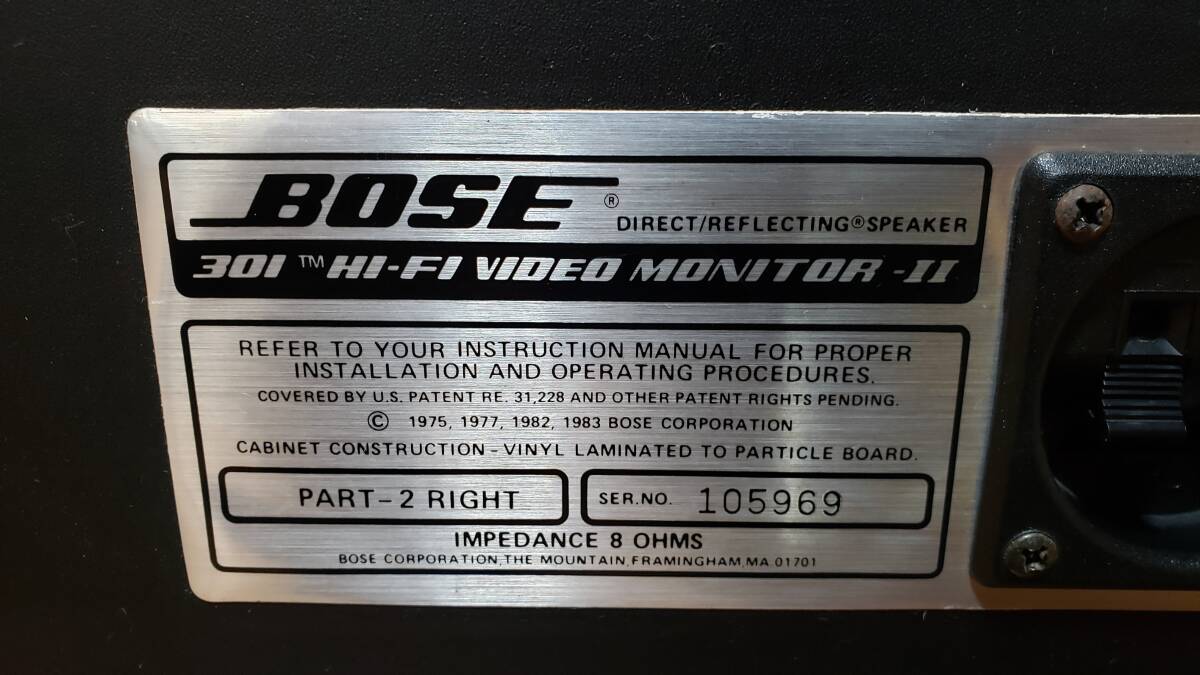 BOSE®
DIRECT/REFLECTING® SPEAKER
301 ™ HI-FI VIDEO MONITOR-II
REFER TO YOUR INSTRUCTION MANUAL FOR PROPER
INSTALLATION AND OPERATING PROCEDURES.
COVERED BY U.S. PATENT RE. 31,228 AND OTHER PATENT RIGHTS PENDING.
© 1975, 1977, 1982, 1983 BOSE CORPORATION
CABINET CONSTRUCTION - VINYL LAMINATED TO PARTICLE BOARD.
PART-2 RIGHT
SER.NO. 105969
IMPEDANCE 8 OHMS
BOSE CORPORATION, THE MOUNTAIN, FRAMINGHAM, MA 01701